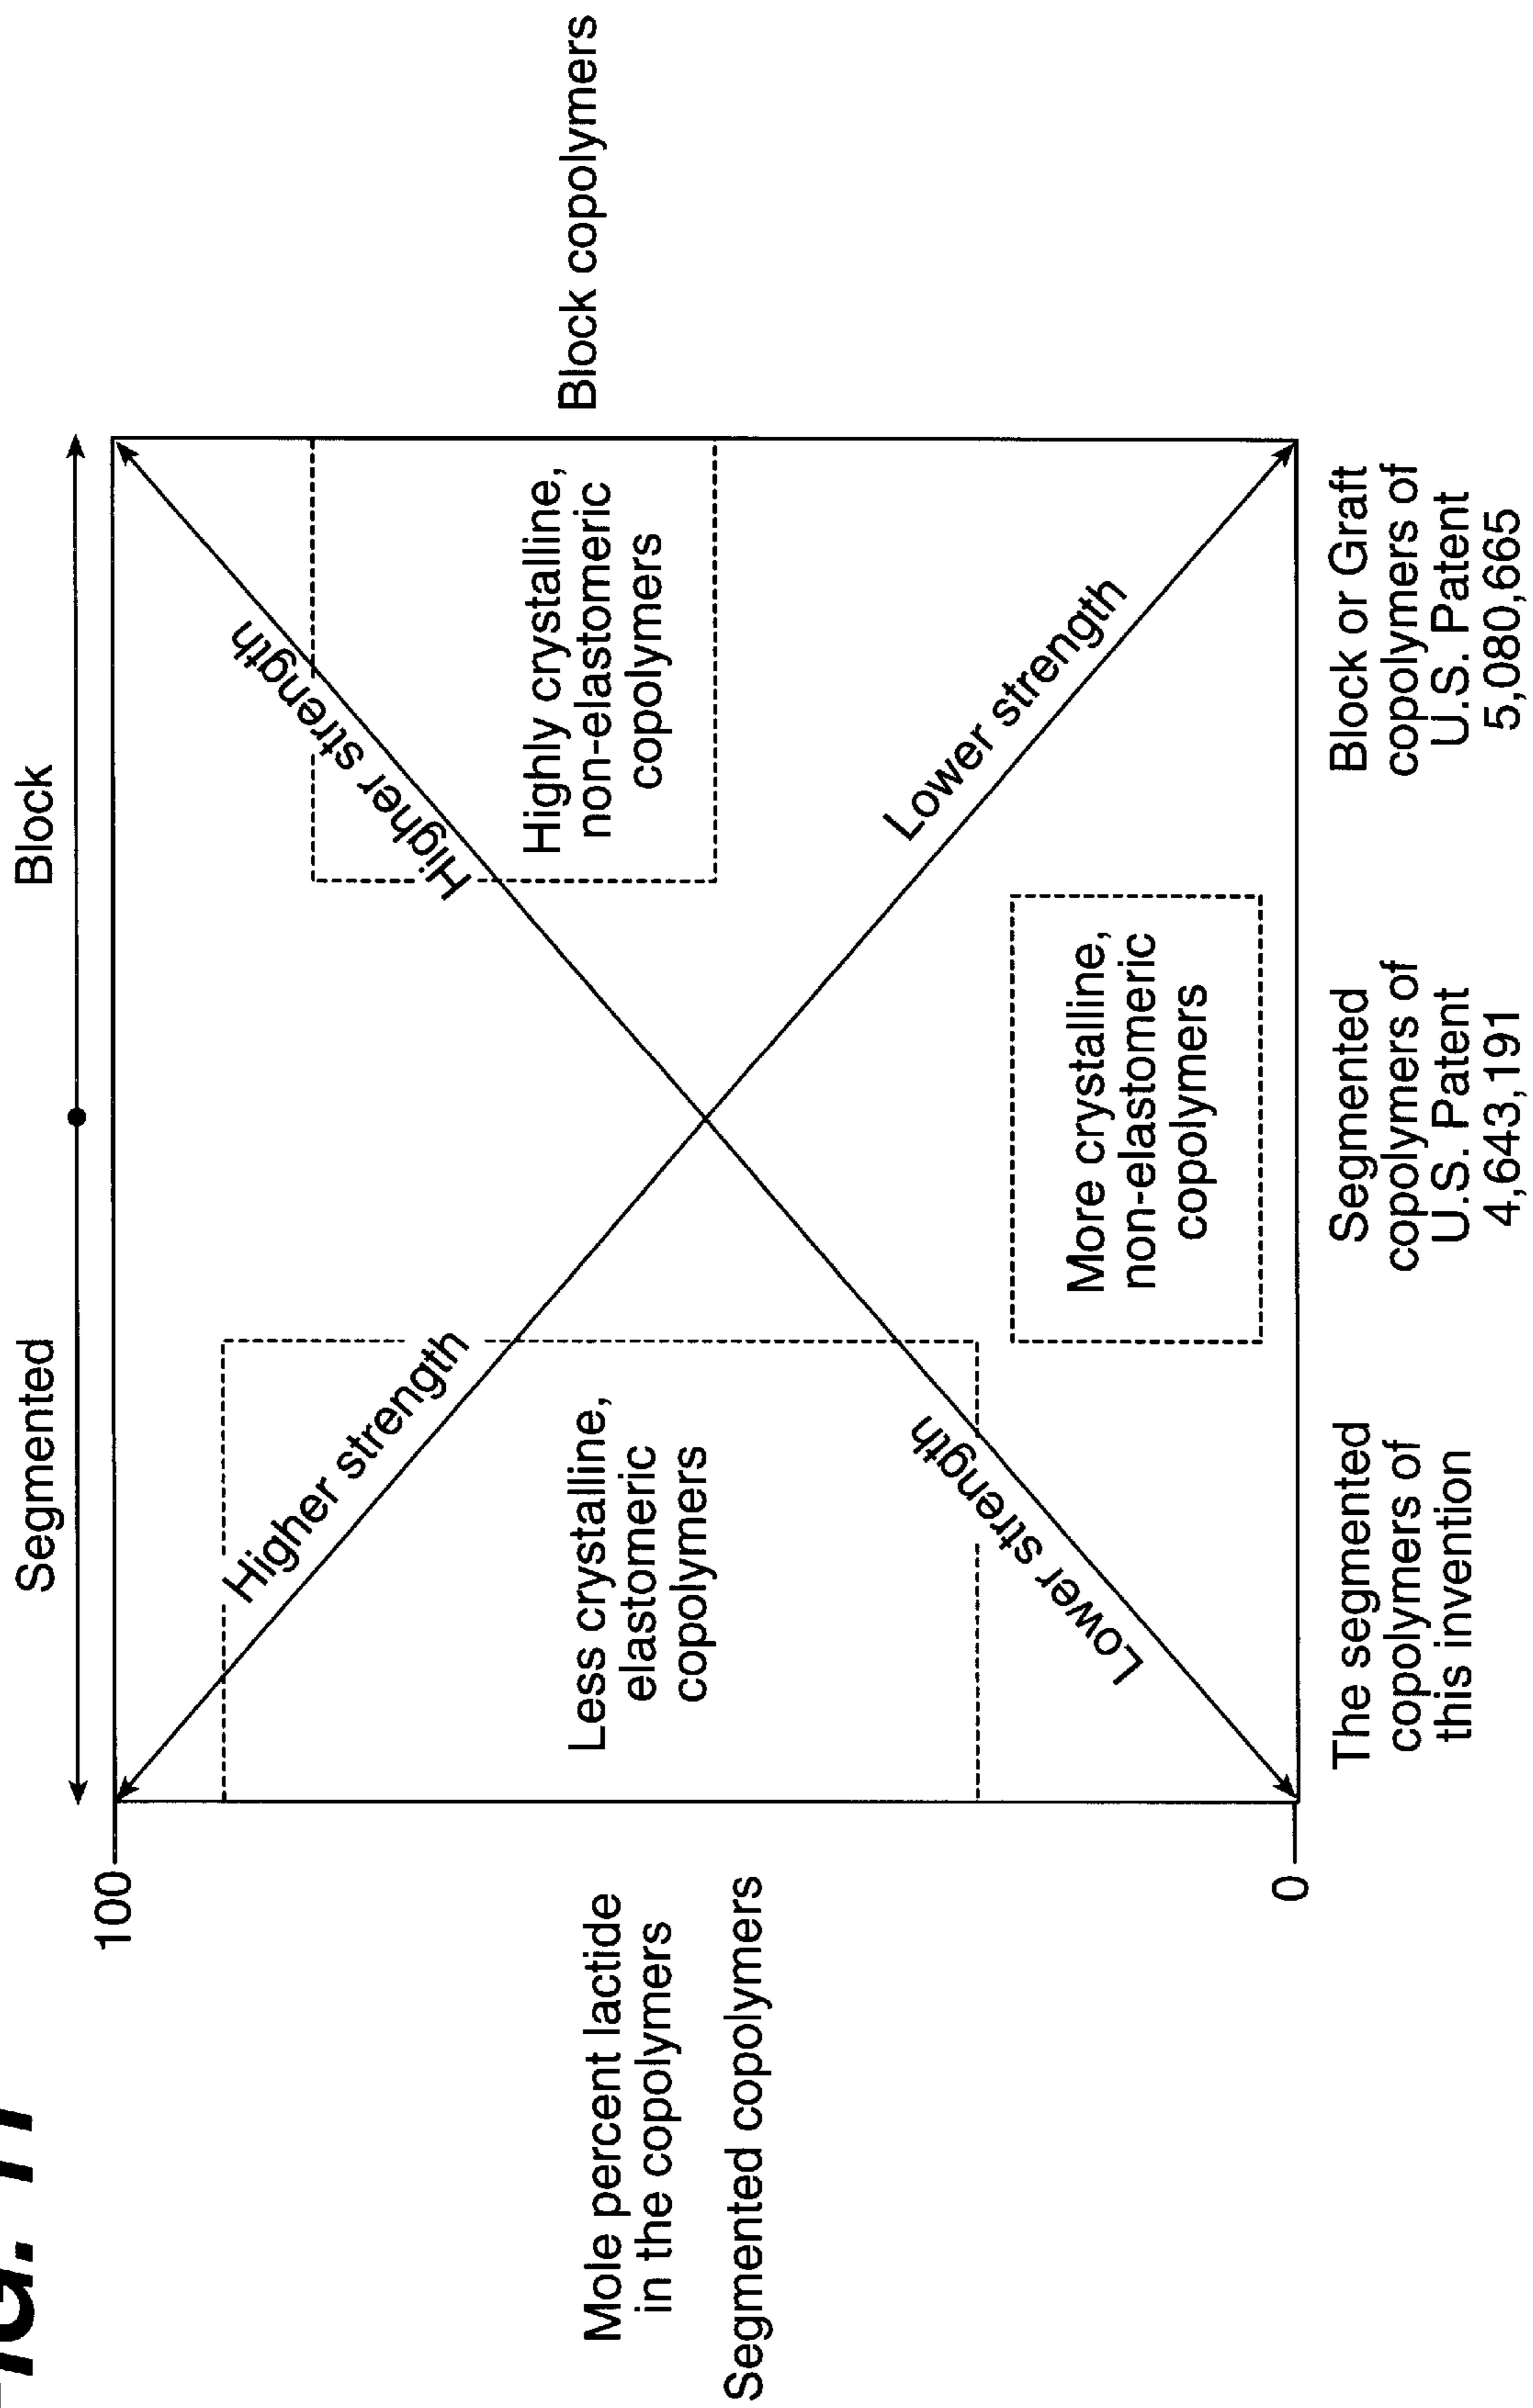 Segmented
Block
100
Higher strength
Higher strength
Mole percent lactide
in the copolymers
Segmented copolymers
Less crystalline,
elastomeric
copolymers
Highly crystalline,
non-elastomeric
copolymers
Block copolymers
Lower strength
Lower strength
More crystalline,
non-elastomeric
copolymers
0
The segmented
copolymers of
this invention
Segmented
copolymers of
U.S. Patent
4,643,191
Block or Graft
copolymers of
U.S. Patent
5,080,665